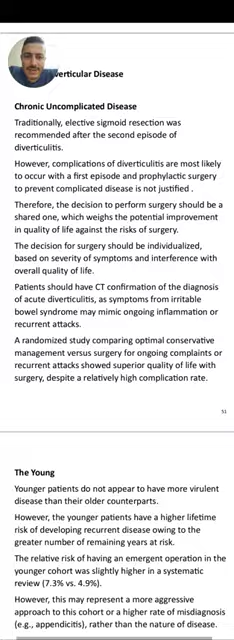 verticular Disease
Chronic Uncomplicated Disease
Traditionally, elective sigmoid resection was
recommended after the second episode of
diverticulitis.
However, complications of diverticulitis are most likely
to occur with a first episode and prophylactic surgery
to prevent complicated disease is not justified .
Therefore, the decision to perform surgery should be a
shared one, which weighs the potential improvement
in quality of life against the risks of surgery.
The decision for surgery should be individualized,
based on severity of symptoms and interference with
overall quality of life.
Patients should have CT confirmation of the diagnosis
of acute diverticulitis, as symptoms from irritable
bowel syndrome may mimic ongoing inflammation or
recurrent attacks.
A randomized study comparing optimal conservative
management versus surgery for ongoing complaints or
recurrent attacks showed superior quality of life with
surgery, despite a relatively high complication rate.
51
The Young
Younger patients do not appear to have more virulent
disease than their older counterparts.
However, the younger patients have a higher lifetime
risk of developing recurrent disease owing to the
greater number of remaining years at risk.
The relative risk of having an emergent operation in the
younger cohort was slightly higher in a systematic
review (7.3% vs. 4.9%).
However, this may represent a more aggressive
approach to this cohort or a higher rate of misdiagnosis
(e.g., appendicitis), rather than the nature of disease.